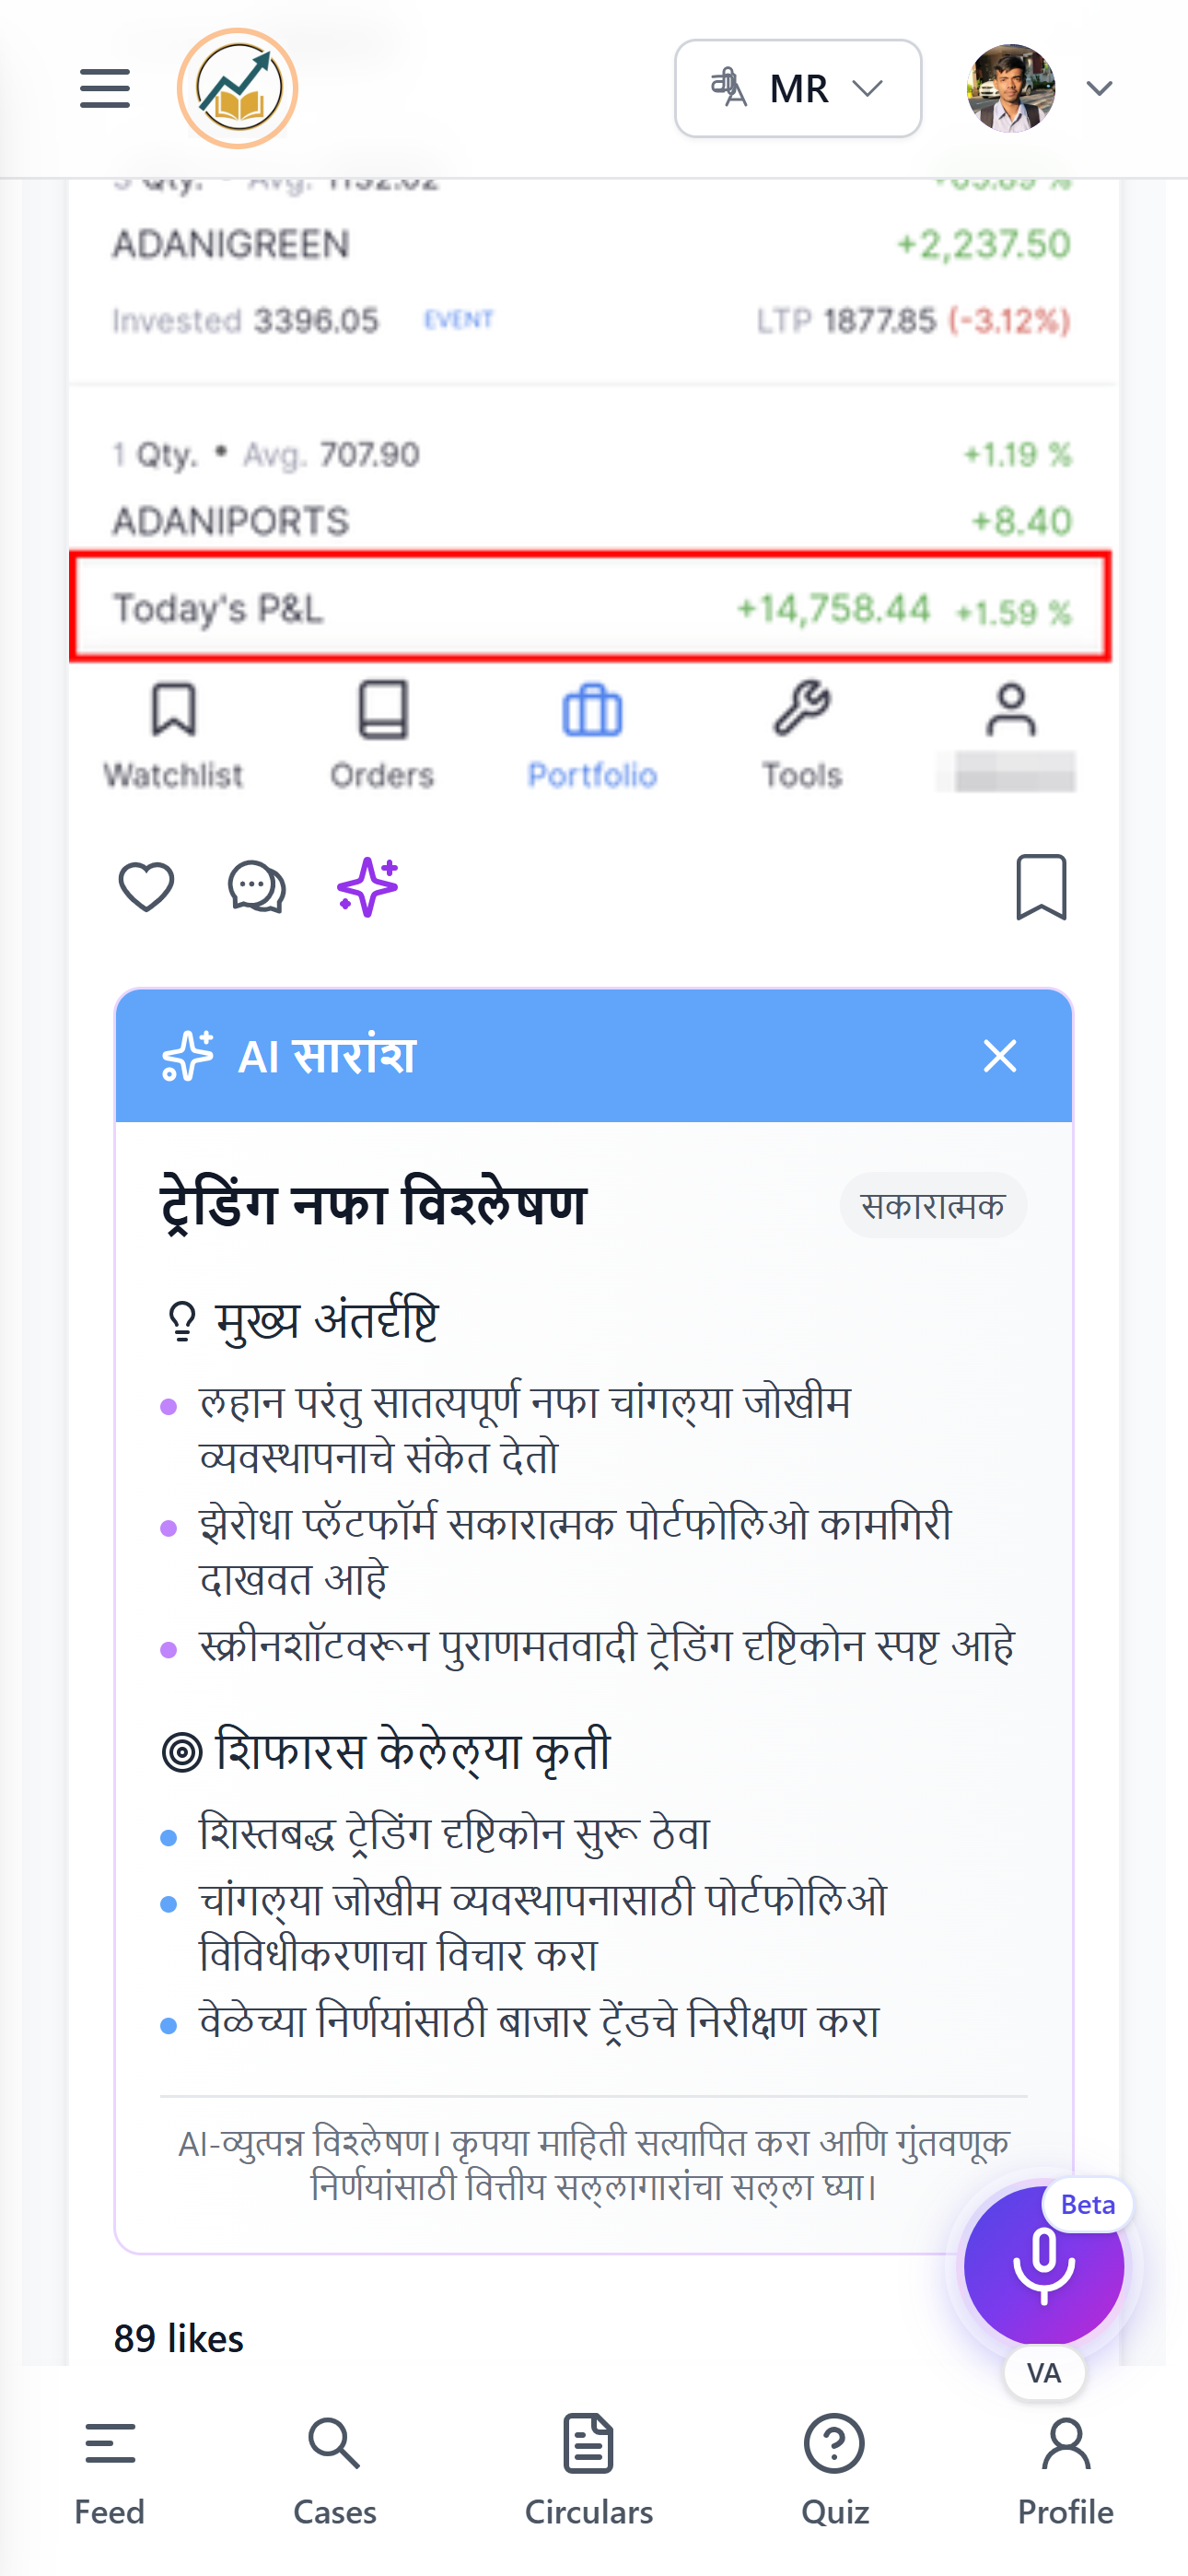 MR
Qty. • Avg. 1132.02
ADANIGREEN +2,237.50
Invested 3396.05 EVENT LTP 1877.85 (-3.12%)
1 Qty. • Avg. 707.90 +1.19 %
ADANIPORTS +8.40
Today's P&L +14,758.44 +1.59 %
Watchlist Orders Portfolio Tools
AI सारांश
ट्रेडिंग नफा विश्लेषण सकारात्मक
मुख्य अंतर्दृष्टि
लहान परंतु सातत्यपूर्ण नफा चांगल्या जोखीम
व्यवस्थापनाचे संकेत देतो
झेरोधा प्लॅटफॉर्म सकारात्मक पोर्टफोलिओ कामगिरी
दाखवत आहे
स्क्रीनशॉटवरून पुराणमतवादी ट्रेडिंग दृष्टिकोन स्पष्ट आहे
शिफारस केलेल्या कृती
शिस्तबद्ध ट्रेडिंग दृष्टिकोन सुरू ठेवा
चांगल्या जोखीम व्यवस्थापनासाठी पोर्टफोलिओ
विविधीकरणाचा विचार करा
वेळेच्या निर्णयांसाठी बाजार ट्रेंडचे निरीक्षण करा
AI-व्युत्पन्न विश्लेषण। कृपया माहिती सत्यापित करा आणि गुंतवणूक
निर्णयांसाठी वित्तीय सल्लागारांचा सल्ला घ्या।
Beta
VA
89 likes
Feed Cases Circulars Quiz Profile